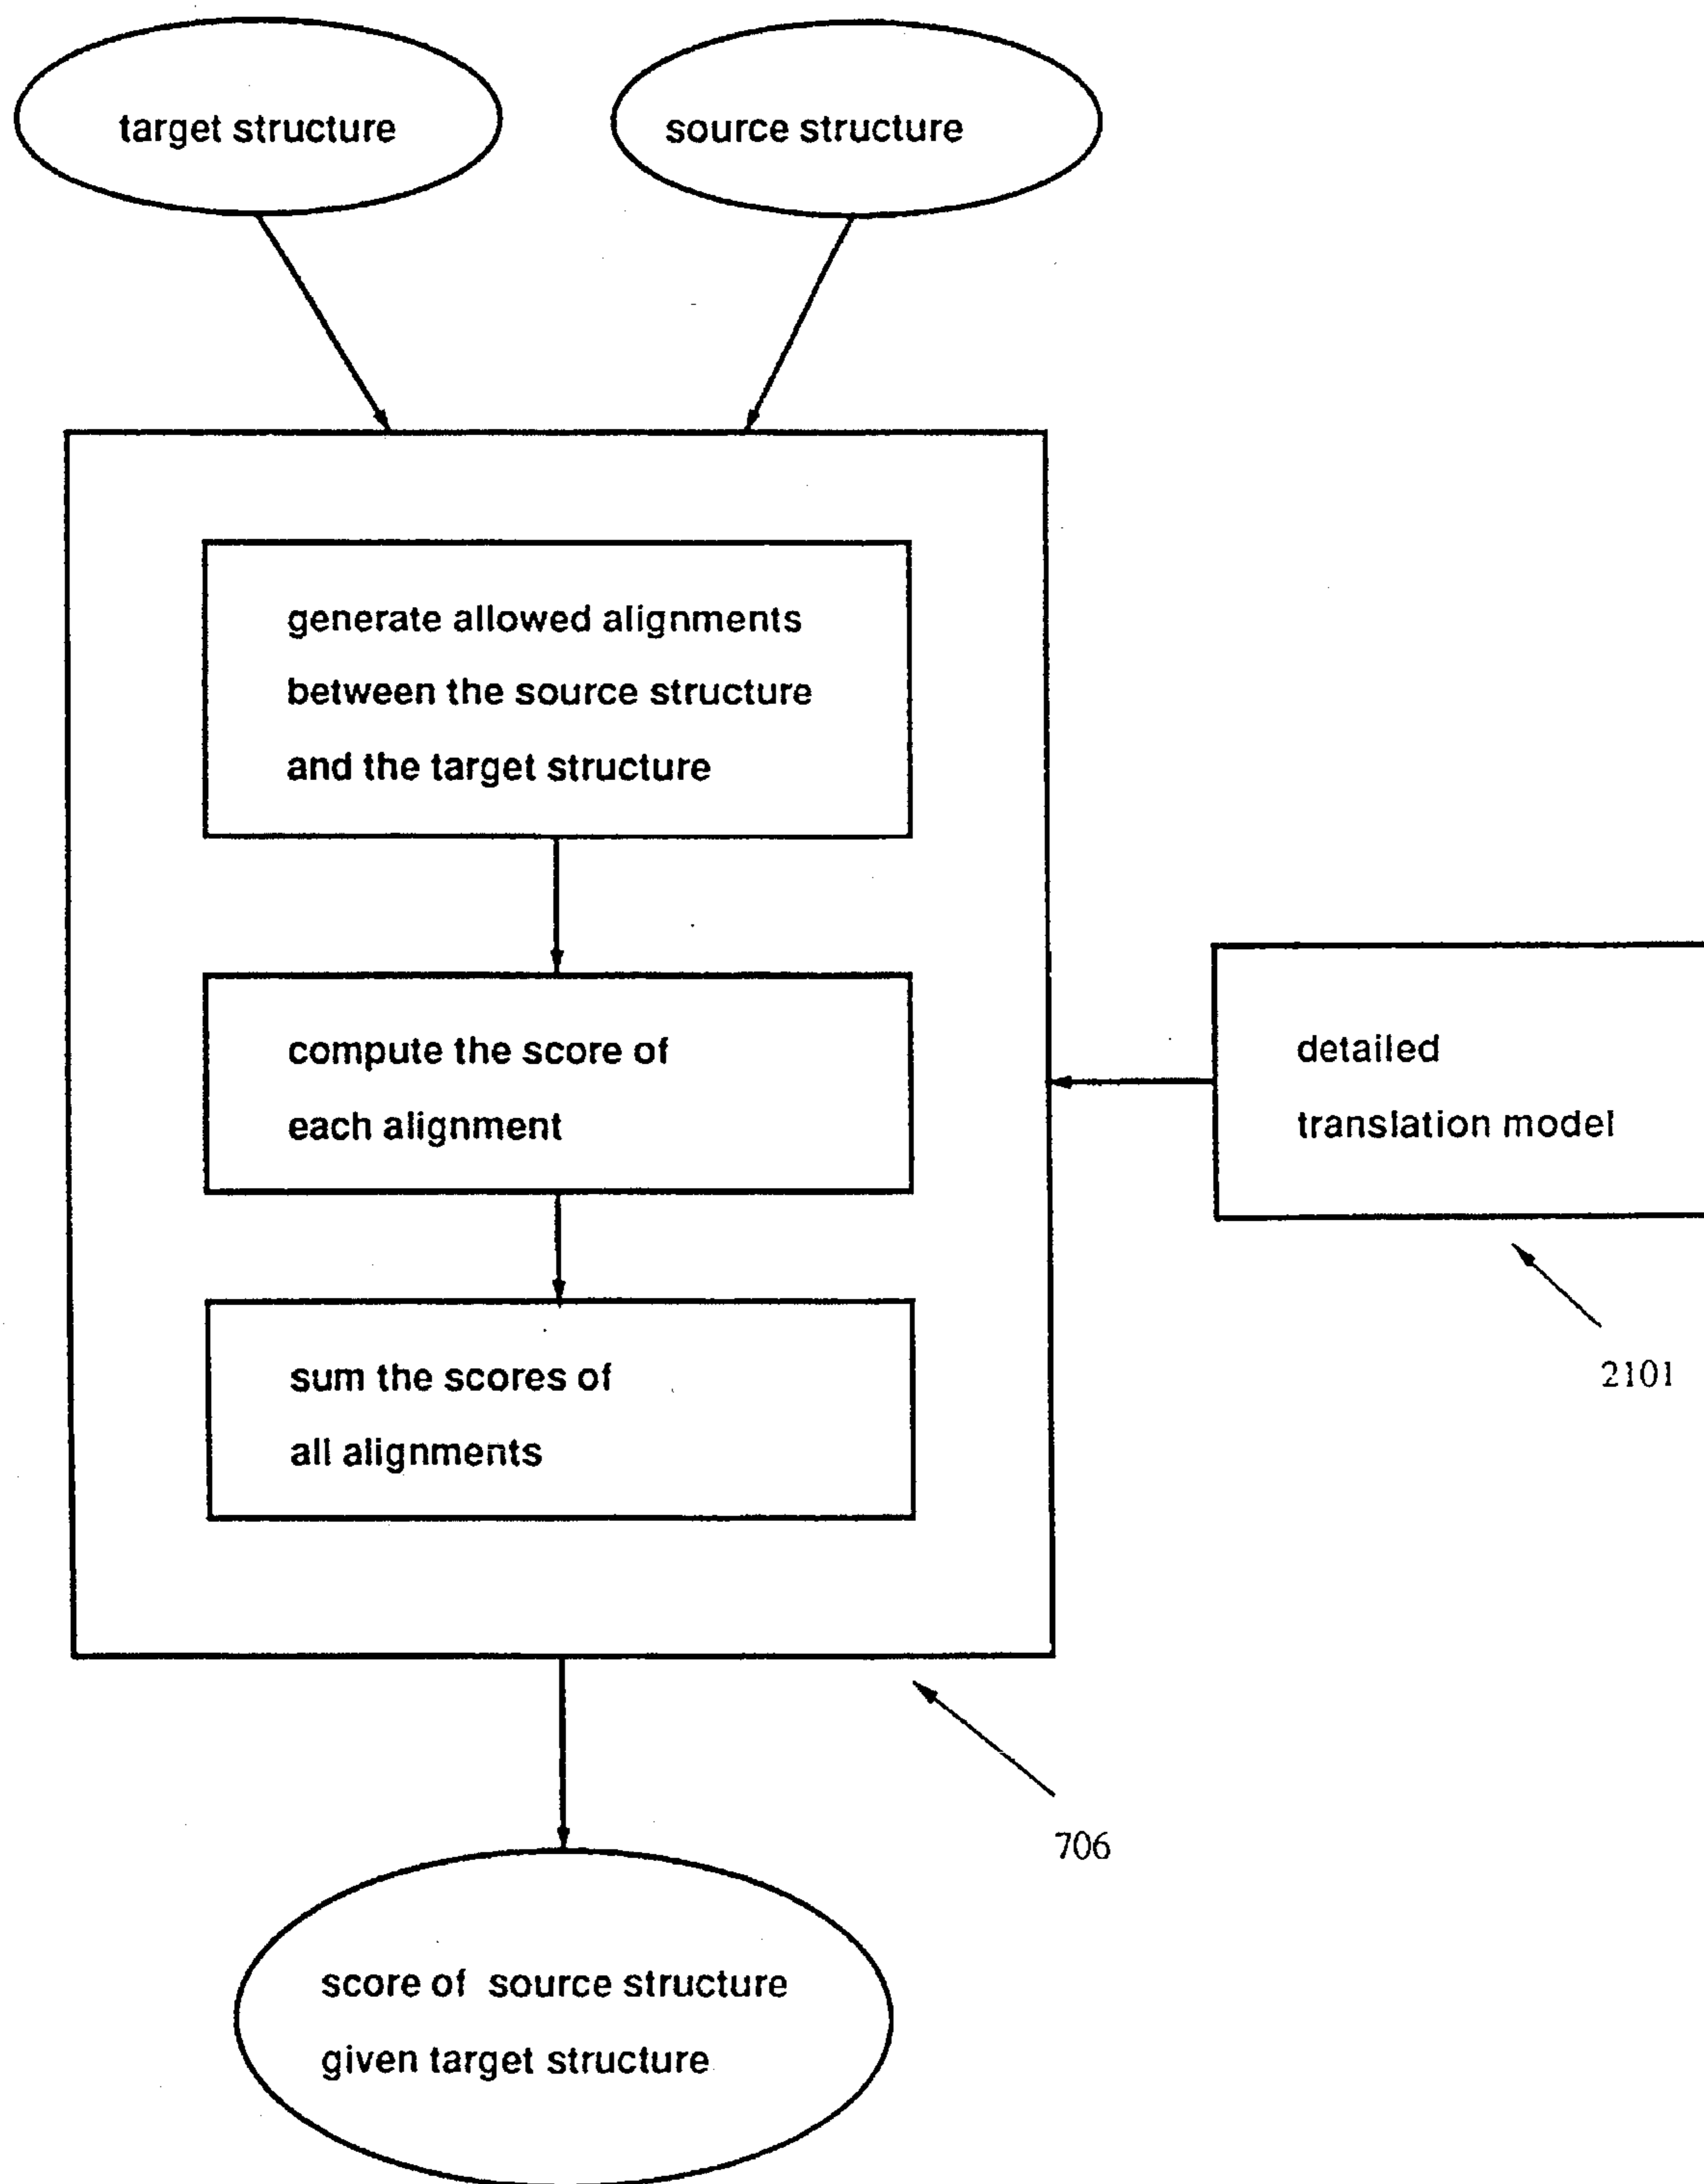 target structure
source structure
generate allowed alignments
between the source structure
and the target structure
compute the score of
each alignment
detailed
translation model
2101
sum the scores of
all alignments
706
score of source structure
given target structure